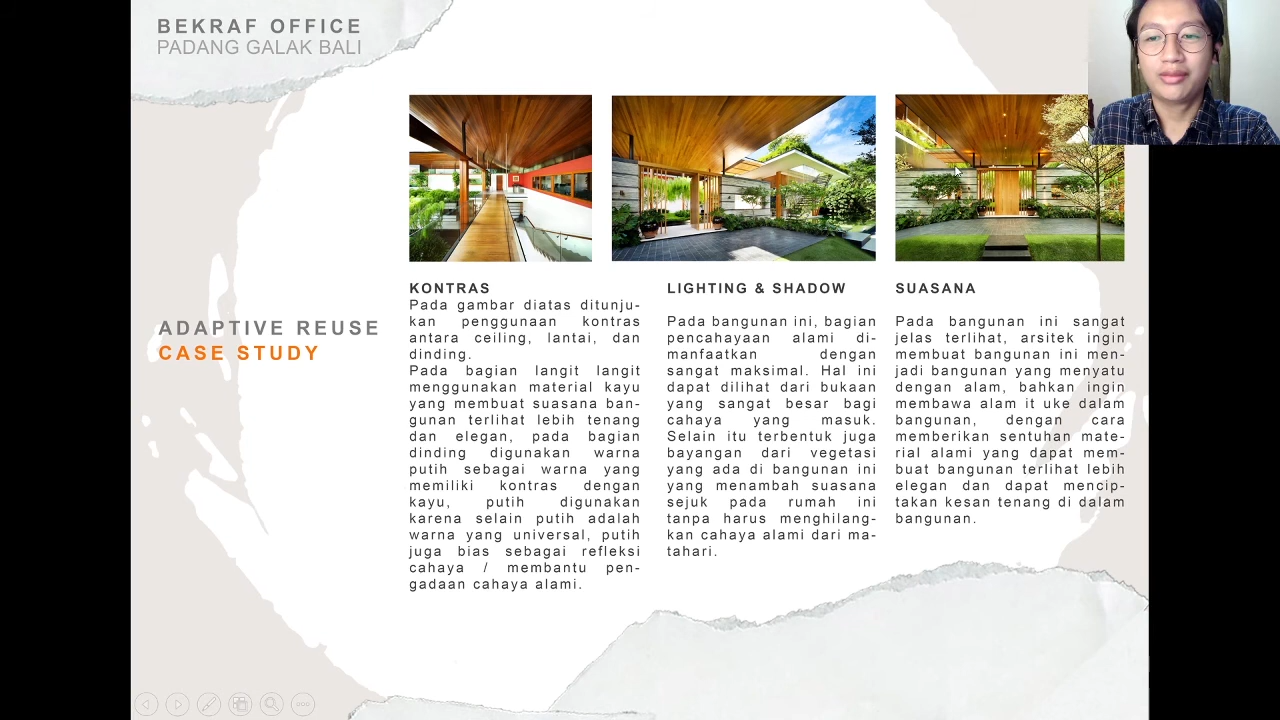 BEKRAF OFFICE
PADANG GALAK BALI
ADAPTIVE REUSE
CASE STUDY
KONTRAS
Pada gambar diatas ditunju-
kan penggunaan kontras
antara ceiling, lantai, dan
dinding.
Pada bagian langit langit
menggunakan material kayu
yang membuat suasana ban-
gunan terlihat lebih tenang
dan elegan, pada bagian
dinding digunakan warna
putih sebagai warna yang
memiliki kontras dengan
kayu, putih digunakan
karena selain putih adalah
warna yang universal, putih
juga bias sebagai refleksi
cahaya / membantu pen-
gadaan cahaya alami.
LIGHTING & SHADOW
Pada bangunan ini, bagian
pencahayaan alami di-
manfaatkan dengan
sangat maksimal. Hal ini
dapat dilihat dari bukaan
yang sangat besar bagi
cahaya yang masuk.
Selain itu terbentuk juga
bayangan dari vegetasi
yang ada di bangunan ini
yang menambah suasana
sejuk pada rumah ini
tanpa harus menghilang-
kan cahaya alami dari ma-
tahari.
SUASANA
Pada bangunan ini sangat
jelas terlihat, arsitek ingin
membuat bangunan ini men-
jadi bangunan yang menyatu
dengan alam, bahkan ingin
membawa alam it uke dalam
bangunan, dengan cara
memberikan sentuhan mate-
rial alami yang dapat mem-
buat bangunan terlihat lebih
elegan dan dapat mencip-
takan kesan tenang di dalam
bangunan.